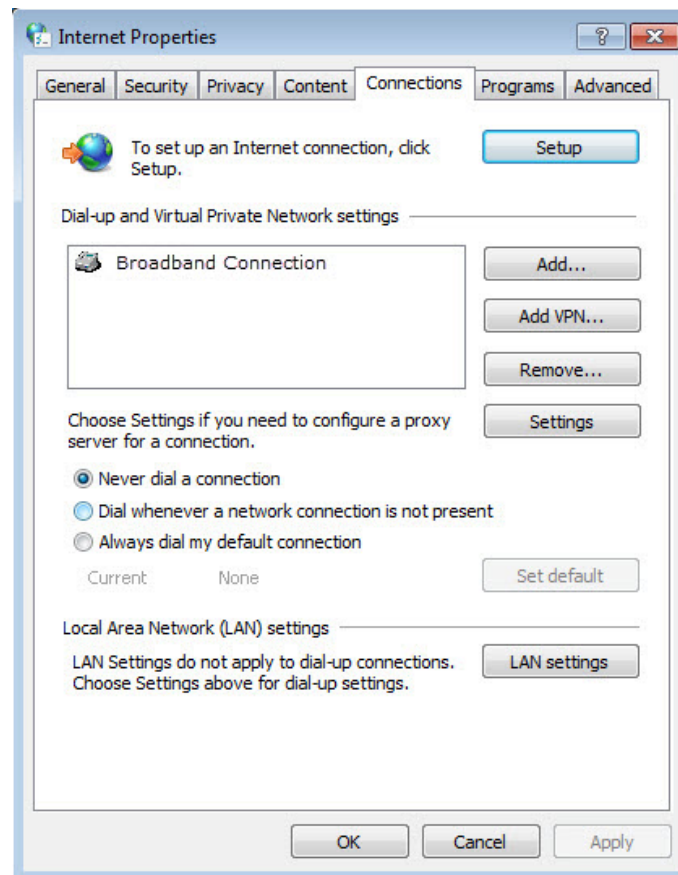 Internet Properties
General Security Privacy Content Connections Programs Advanced
To set up an Internet connection, click
Setup.
Setup
Dial-up and Virtual Private Network settings
Broadband Connection
Add...
Add VPN...
Remove...
Choose Settings if you need to configure a proxy
server for a connection.
Settings
Never dial a connection
Dial whenever a network connection is not present
Always dial my default connection
Current None
Set default
Local Area Network (LAN) settings
LAN Settings do not apply to dial-up connections.
Choose Settings above for dial-up settings.
LAN settings
OK Cancel Apply